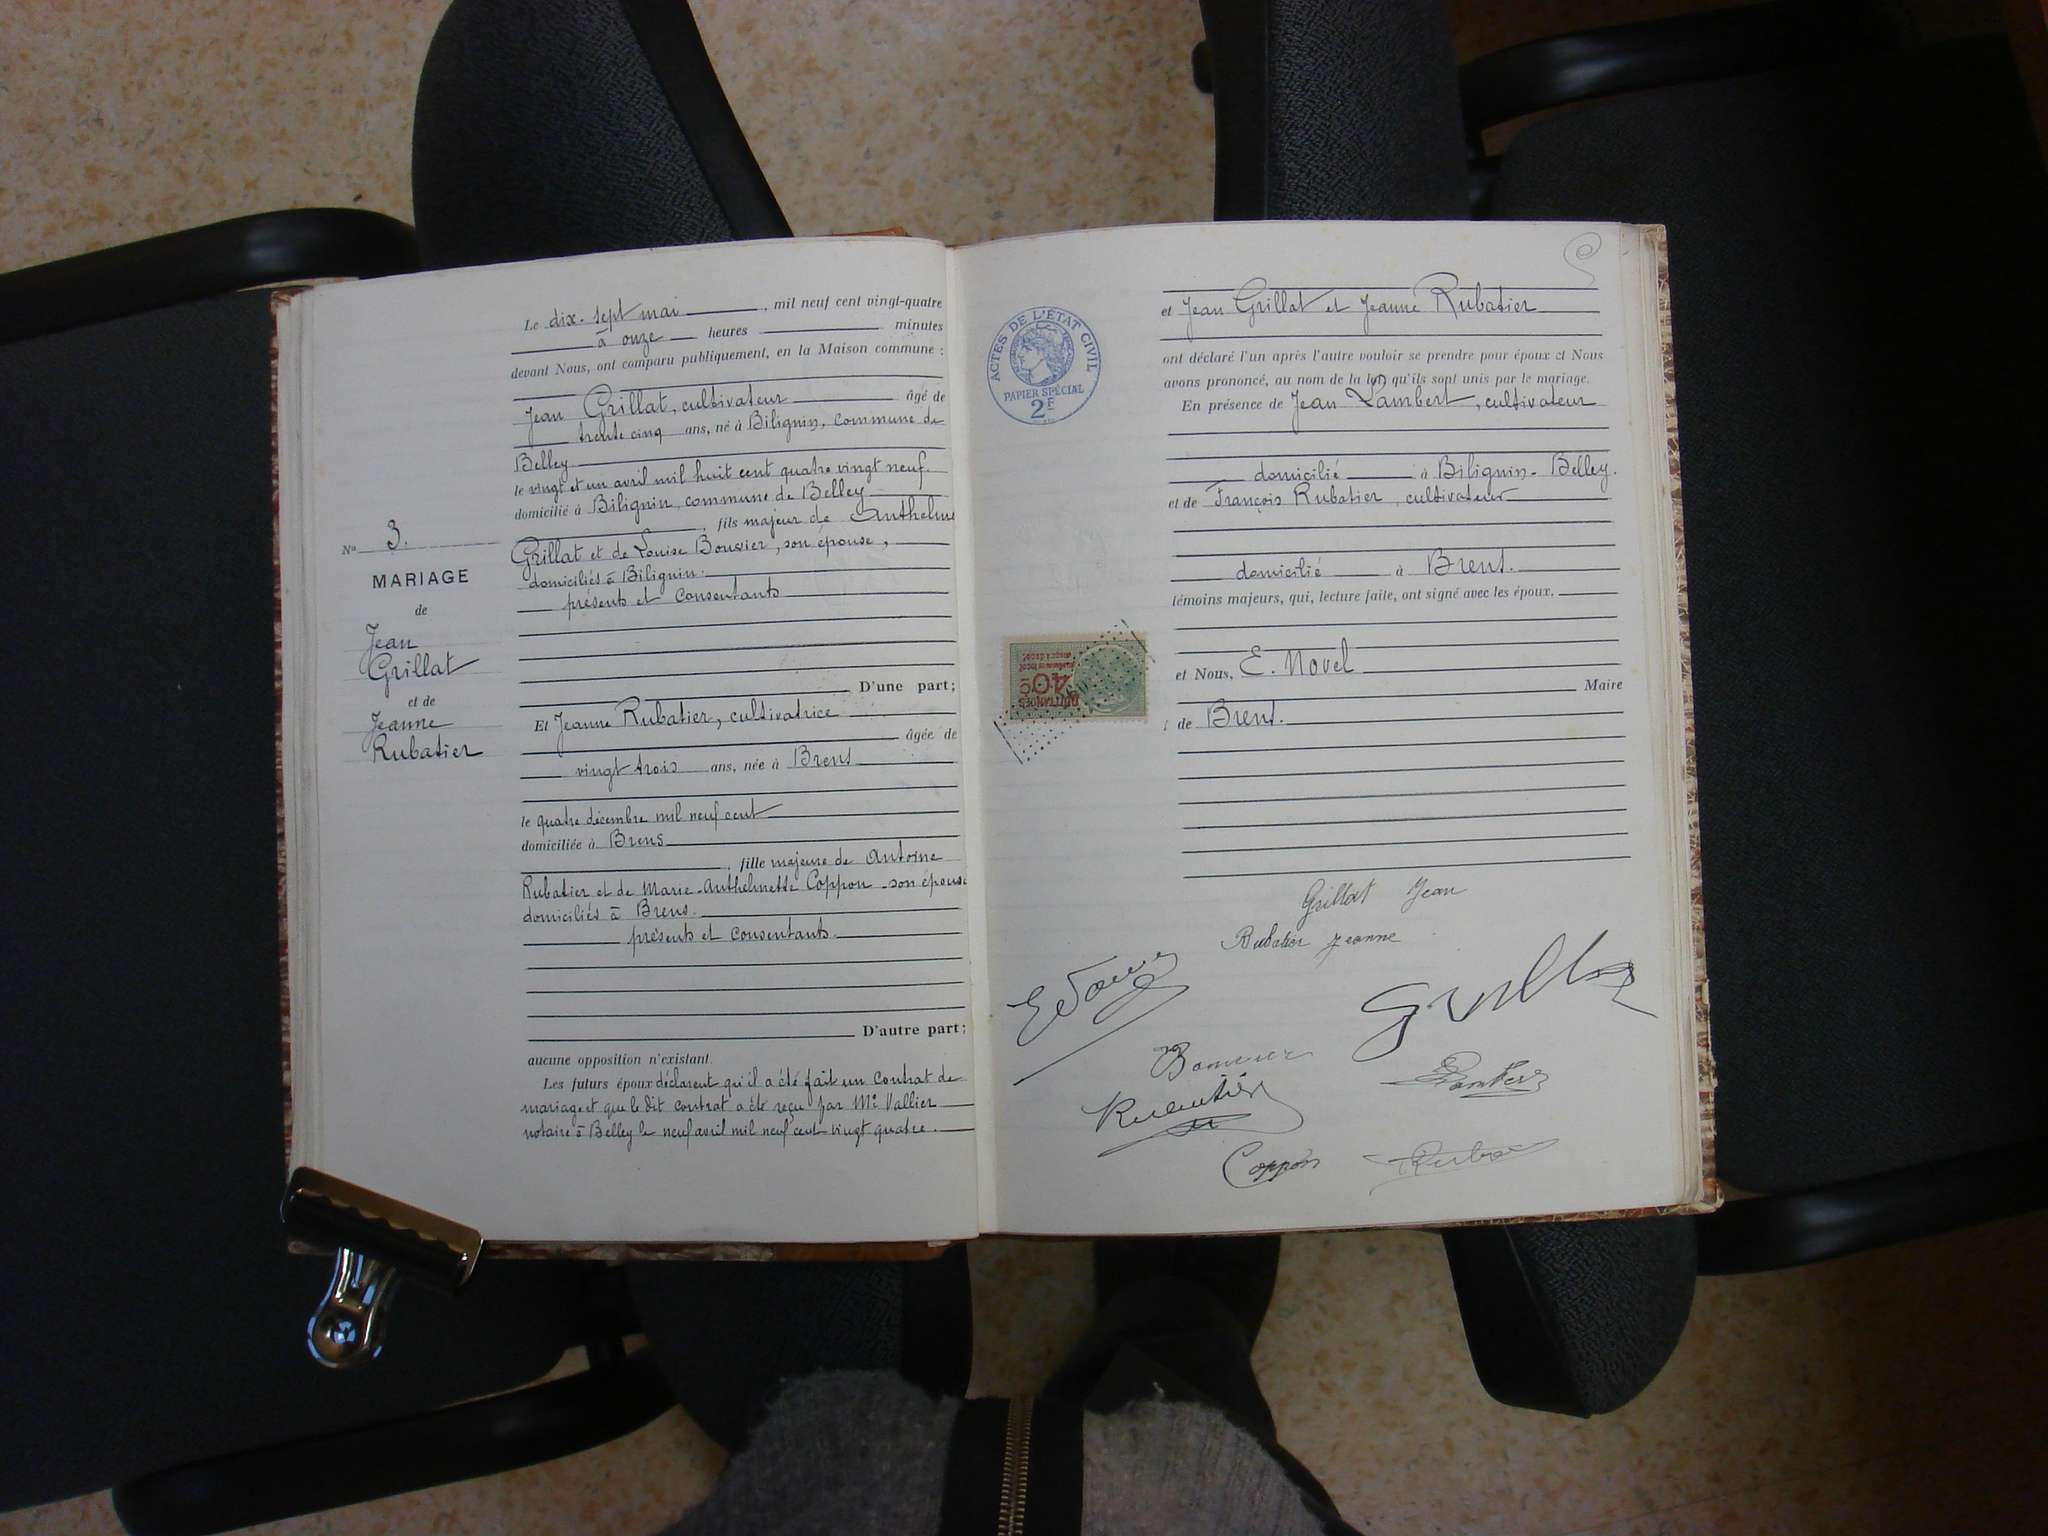 Le dix-sept mai, mil neuf cent vingt-quatre
à onze heures minutes
devant Nous, ont comparu publiquement, en la Maison commune :
Jean Grillat, cultivateur âgé de
trente cinq ans, né à Bilignin, commune de
Belley
le vingt et un avril mil huit cent quatre vingt neuf.
domicilié à Bilignin, commune de Belley
, fils majeur de Anthelme
Grillat et de Louise Bouvier, son épouse,
domiciliés à Bilignin.
présents et consentants
D'une part;
Et Jeanne Rubatier, cultivatrice
âgée de
vingt trois ans, née à Brens
le quatre décembre mil neuf cent
domiciliée à Brens
, fille majeure de Antoine
Rubatier et de Marie-Anthelmette Coppon son épouse
domiciliés à Brens.
présents et consentants.
D'autre part;
aucune opposition n'existant.
Les futurs époux déclarent qu'il a été fait un contrat de
mariage et que le dit contrat a été reçu par Me Vallier
notaire à Belley le neuf avril mil neuf cent vingt quatre.
No 3.
MARIAGE
de
Jean
Grillat
et de
Jeanne
Rubatier
ACTES DE L'ÉTAT CIVIL
PAPIER SPÉCIAL
2F
QUITTANCES
40c
et Jean Grillat et Jeanne Rubatier
ont déclaré l'un après l'autre vouloir se prendre pour époux et Nous
avons prononcé, au nom de la loi, qu'ils sont unis par le mariage.
En présence de Jean Lambert, cultivateur
domicilié à Bilignin-Belley.
et de François Rubatier, cultivateur
domicilié à Brens.
témoins majeurs, qui, lecture faite, ont signé avec les époux.
et Nous, E. Novel
Maire
de Brens.
Grillat Jean
Rubatier Jeanne
Coppon